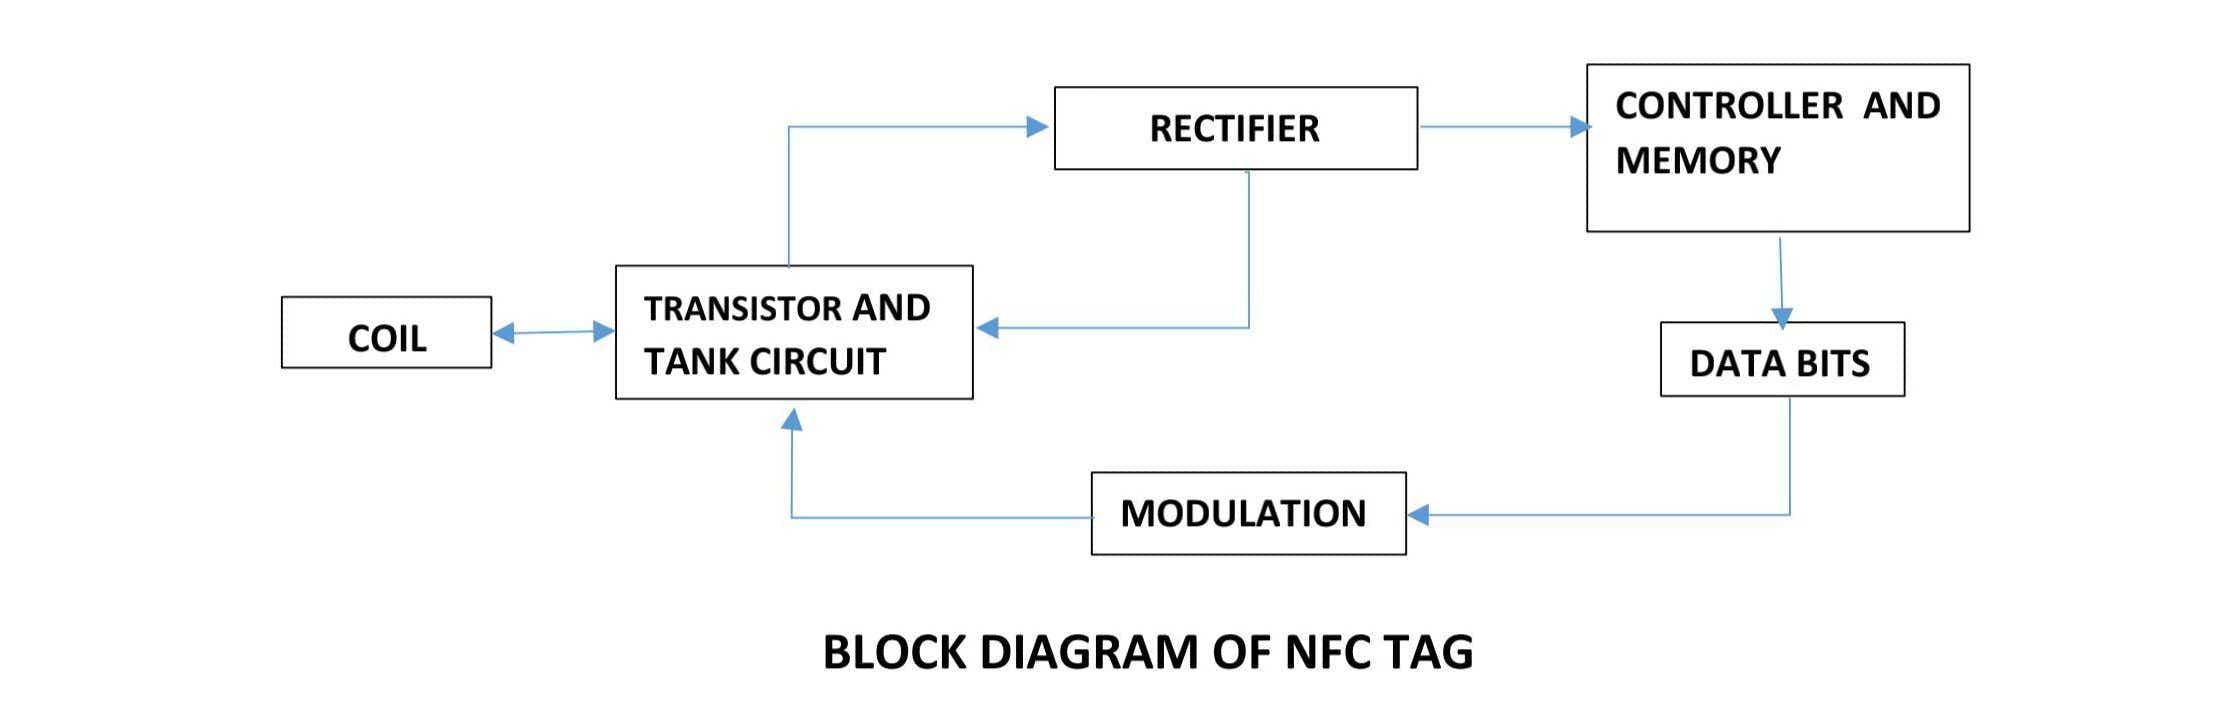 RECTIFIER
CONTROLLER AND
MEMORY
COIL
TRANSISTOR AND
TANK CIRCUIT
DATA BITS
MODULATION
BLOCK DIAGRAM OF NFC TAG